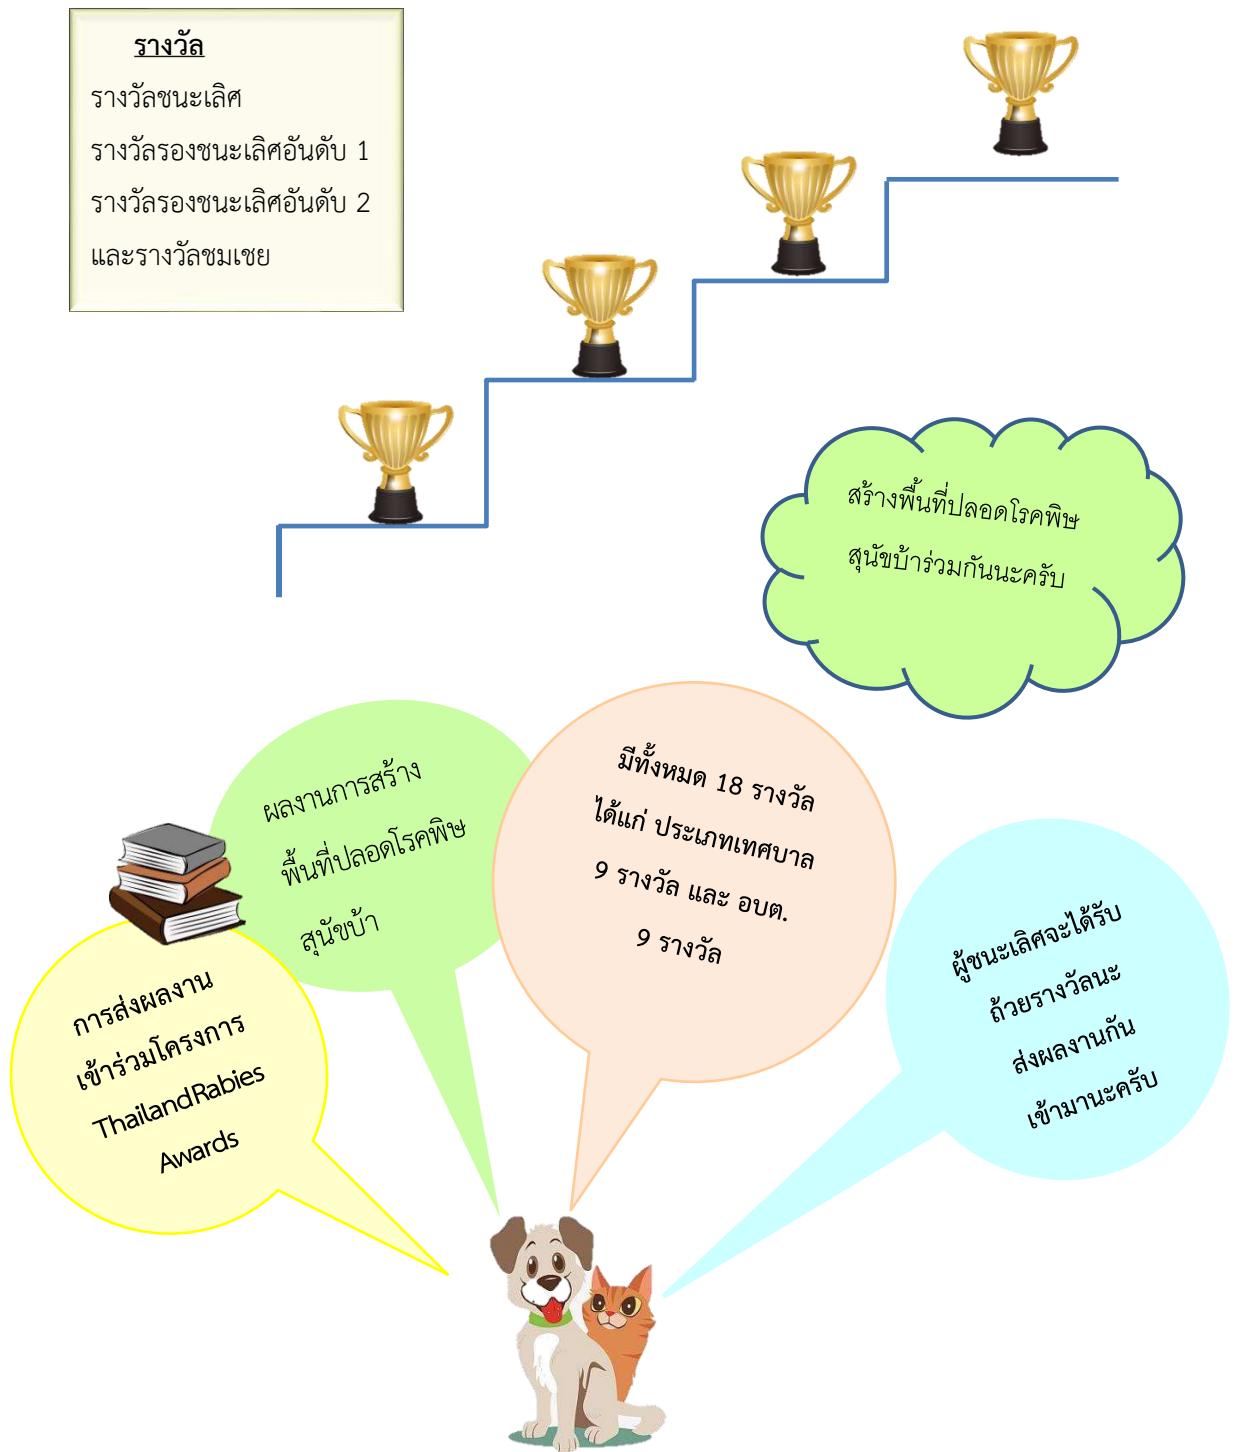 รางวัล
รางวัลชนะเลิศ
รางวัลรองชนะเลิศอันดับ 1
รางวัลรองชนะเลิศอันดับ 2
และรางวัลชมเชย
สร้างพื้นที่ปลอดโรคพิษ
สุนัขบ้าร่วมกันนะครับ
ผลงานการสร้าง
พื้นที่ปลอดโรคพิษ
สุนัขบ้า
มีทั้งหมด 18 รางวัล
ได้แก่ ประเภทเทศบาล
9 รางวัล และ อบต.
9 รางวัล
ผู้ชนะเลิศจะได้รับ
ถ้วยรางวัลนะ
ส่งผลงานกัน
เข้ามานะครับ
การส่งผลงาน
เข้าร่วมโครงการ
ThailandRabies
Awards